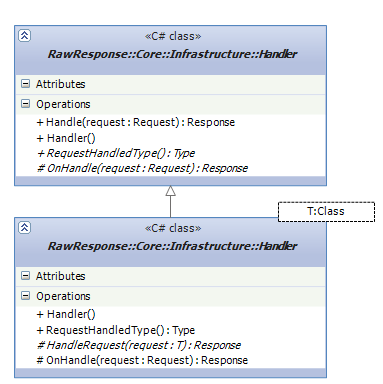 «C# class»
RawResponse::Core::Infrastructure::Handler
Attributes
Operations
+ Handle(request : Request) : Response
+ Handler()
+ RequestHandledType() : Type
# OnHandle(request : Request) : Response
T:Class
«C# class»
RawResponse::Core::Infrastructure::Handler
Attributes
Operations
+ Handler()
+ RequestHandledType() : Type
# HandleRequest(request : T) : Response
# OnHandle(request : Request) : Response